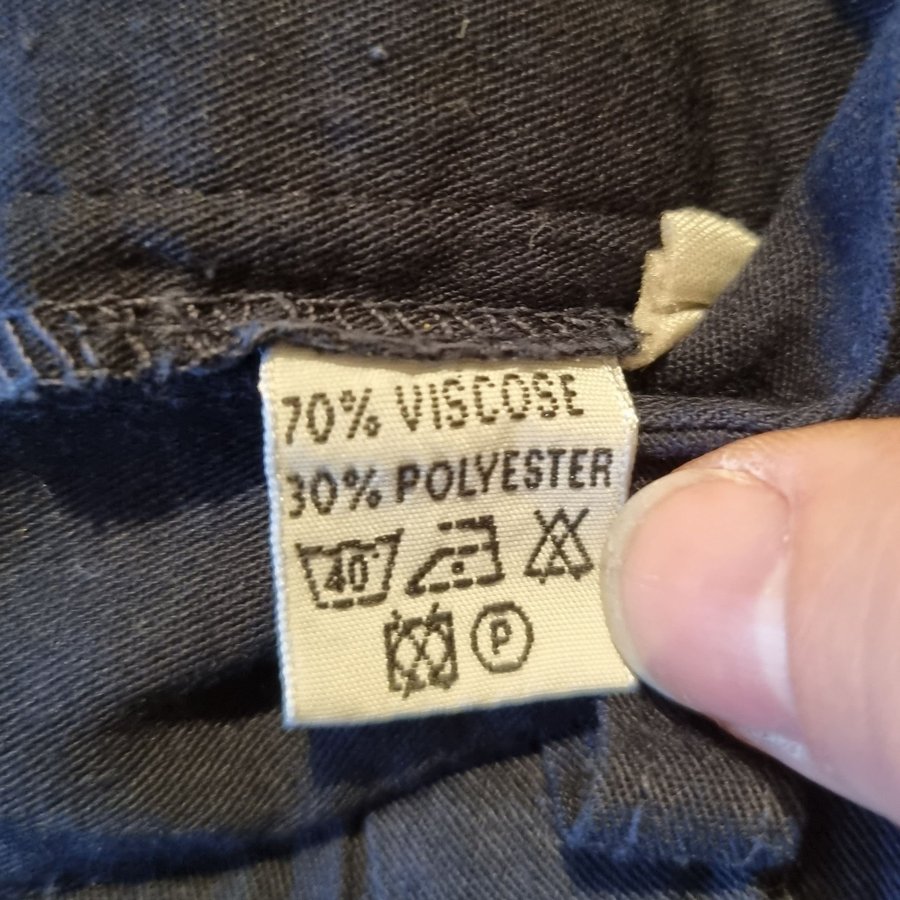 70% VISCOSE
30% POLYESTER
40°
P